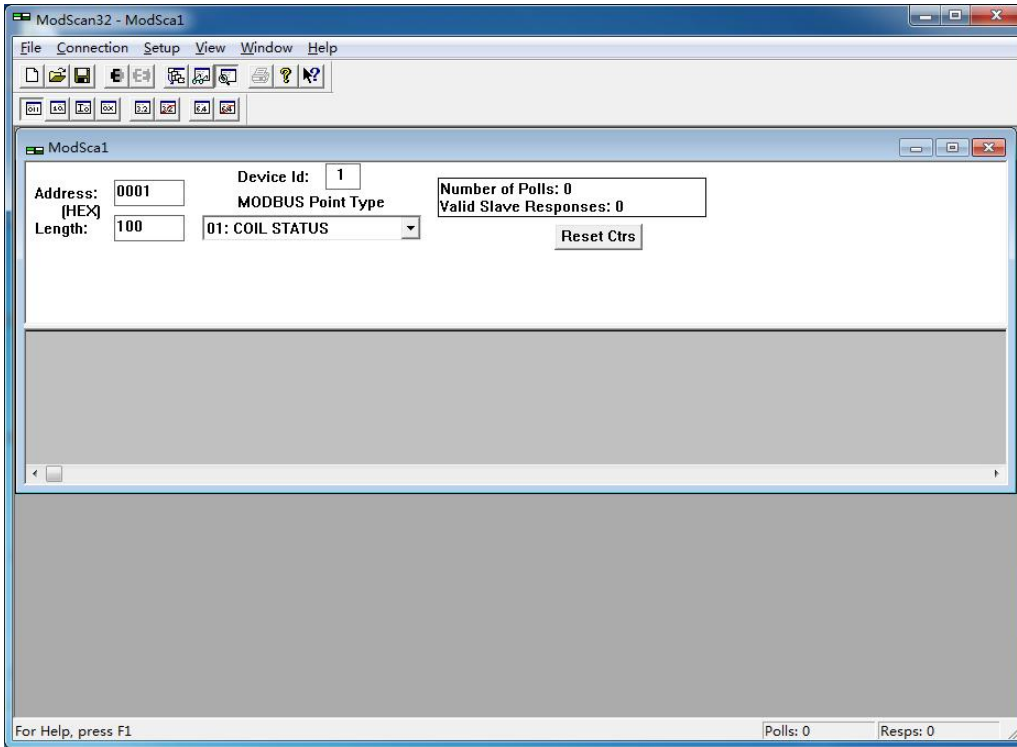 ModScan32 - ModSca1
File Connection Setup View Window Help
ModSca1
Device Id: 1
Address: 0001
(HEX)
MODBUS Point Type
Length: 100
01: COIL STATUS
Number of Polls: 0
Valid Slave Responses: 0
Reset Ctrs
For Help, press F1
Polls: 0
Resps: 0